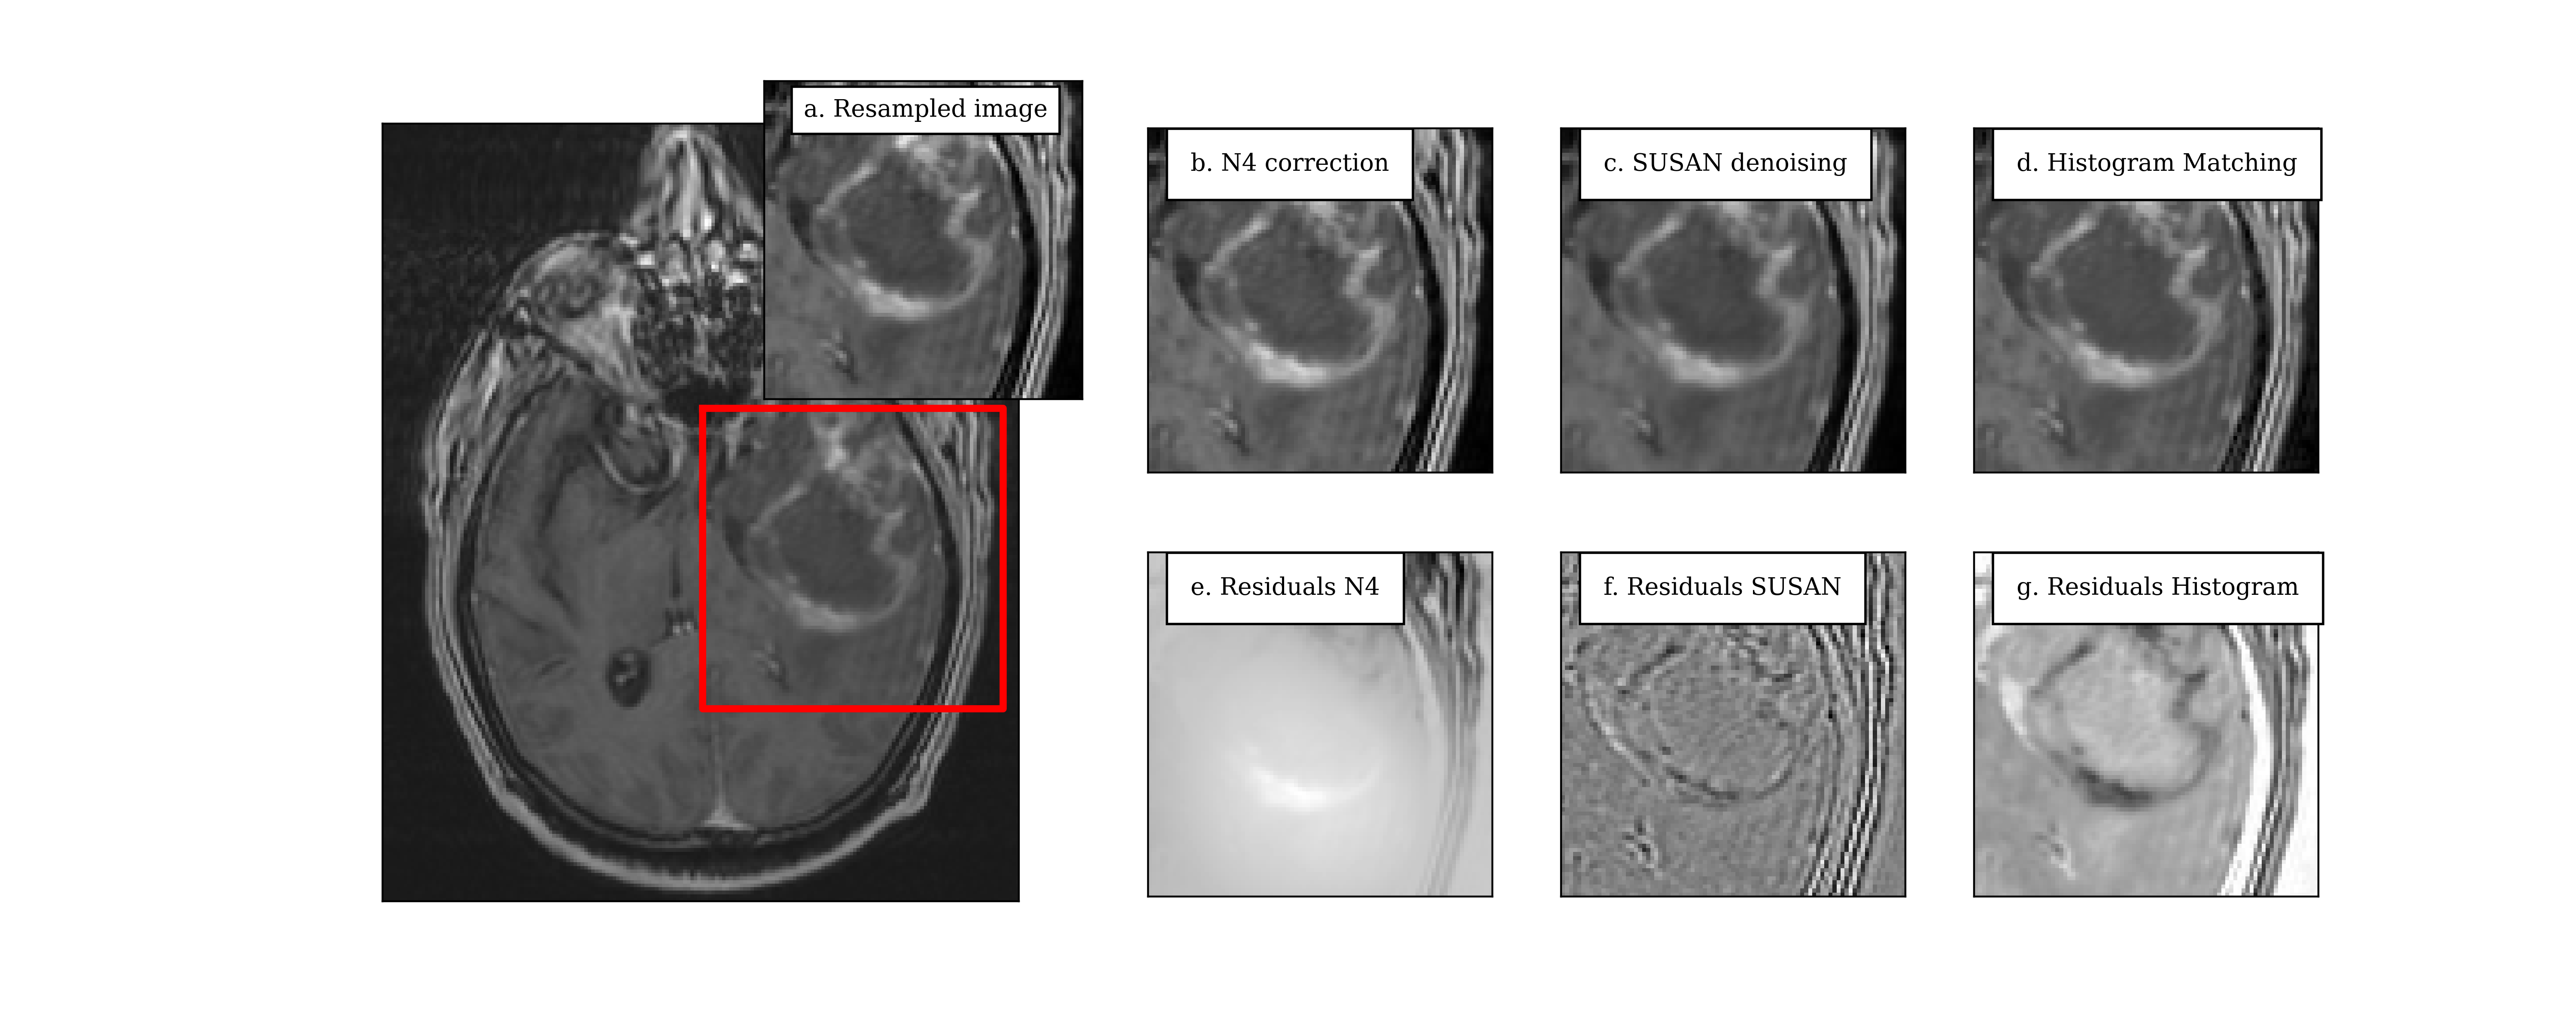 a. Resampled image
b. N4 correction
c. SUSAN denoising
d. Histogram Matching
e. Residuals N4
f. Residuals SUSAN
g. Residuals Histogram